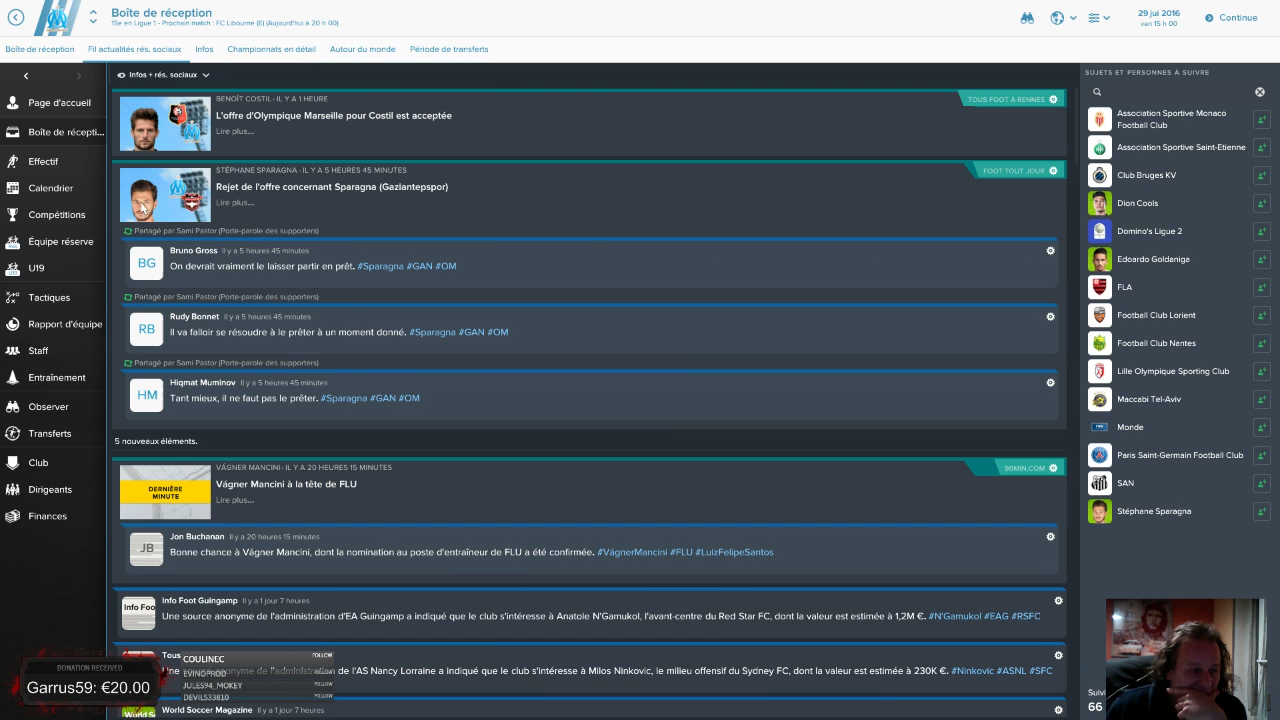 Boîte de réception
15e en Ligue 1 - Prochain match : FC Libourne (E) (Aujourd'hui à 20 h 00)
29 jui 2016
ven 15 h 00
Continue
Boîte de réception
Fil actualités rés. sociaux
Infos
Championnats en détail
Autour du monde
Période de transferts
Infos + rés. sociaux
Page d'accueil
Boîte de récepti...
Effectif
Calendrier
Compétitions
Équipe réserve
U19
Tactiques
Rapport d'équipe
Staff
Entraînement
Observer
Transferts
Club
Dirigeants
Finances
BENOÎT COSTIL - IL Y A 1 HEURE
TOUS FOOT À RENNES
L'offre d'Olympique Marseille pour Costil est acceptée
Lire plus...
STÉPHANE SPARAGNA - IL Y A 5 HEURES 45 MINUTES
FOOT TOUT JOUR
Rejet de l'offre concernant Sparagna (Gaziantepspor)
Lire plus...
Partagé par Sami Pastor (Porte-parole des supporters)
BG
Bruno Gross Il y a 5 heures 45 minutes
On devrait vraiment le laisser partir en prêt. #Sparagna #GAN #OM
Partagé par Sami Pastor (Porte-parole des supporters)
RB
Rudy Bonnet Il y a 5 heures 45 minutes
Il va falloir se résoudre à le prêter à un moment donné. #Sparagna #GAN #OM
Partagé par Sami Pastor (Porte-parole des supporters)
HM
Hiqmat Muminov Il y a 5 heures 45 minutes
Tant mieux, il ne faut pas le prêter. #Sparagna #GAN #OM
5 nouveaux éléments.
VÁGNER MANCINI - IL Y A 20 HEURES 15 MINUTES
90MIN.COM
DERNIÈRE
MINUTE
Vágner Mancini à la tête de FLU
Lire plus...
JB
Jon Buchanan Il y a 20 heures 15 minutes
Bonne chance à Vágner Mancini, dont la nomination au poste d'entraîneur de FLU a été confirmée. #VágnerMancini #FLU #LuizFelipeSantos
Info Foo
Info Foot Guingamp Il y a 1 jour 7 heures
Une source anonyme de l'administration d'EA Guingamp a indiqué que le club s'intéresse à Anatole N'Gamukol, l'avant-centre du Red Star FC, dont la valeur est estimée à 1,2M €. #N'Gamukol #EAG #RSFC
Tous
Une source anonyme de l'administration de l'AS Nancy Lorraine a indiqué que le club s'intéresse à Milos Ninkovic, le milieu offensif du Sydney FC, dont la valeur est estimée à 230K €. #Ninkovic #ASNL #SFC
World S
World Soccer Magazine Il y a 1 jour 7 heures
DONATION RECEIVED
Garrus59: €20.00
COULINEC FOLLOW
EVINOPROD FOLLOW
JULES94_MOKEY FOLLOW
DEVILS33810 FOLLOW
SUJETS ET PERSONNES À SUIVRE
Association Sportive Monaco
Football Club
Association Sportive Saint-Etienne
Club Bruges KV
Dion Cools
Domino's Ligue 2
Edoardo Goldaniga
FLA
Football Club Lorient
Football Club Nantes
Lille Olympique Sporting Club
Maccabi Tel-Aviv
Monde
Paris Saint-Germain Football Club
SAN
Stéphane Sparagna
Suivi
66